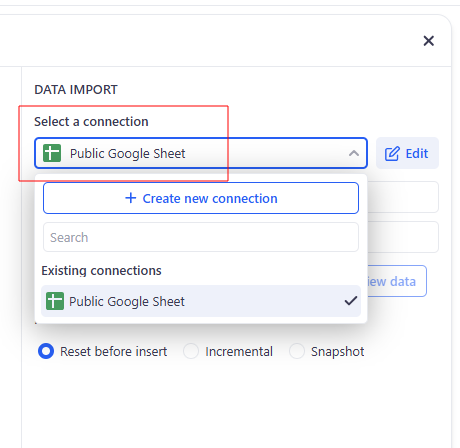 DATA IMPORT
Select a connection
Public Google Sheet
Edit
Create new connection
Search
Existing connections
Public Google Sheet
data
Reset before insert
Incremental
Snapshot